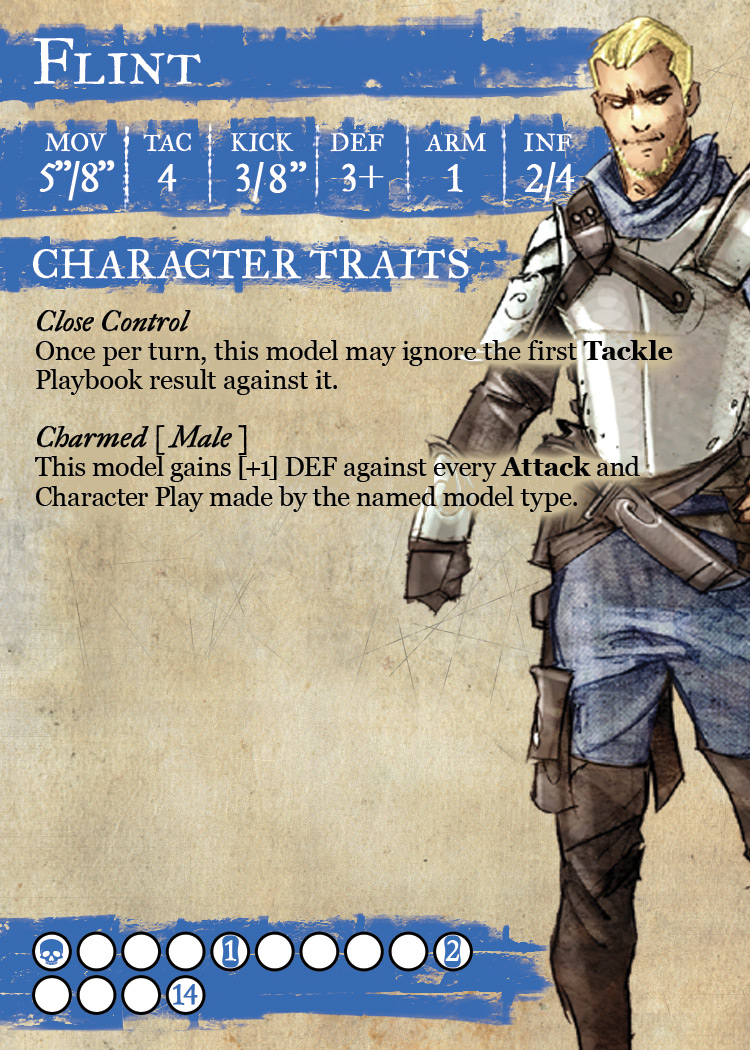 Flint
MOV TAC KICK DEF ARM INF
5”/8” 4 3/8” 3+ 1 2/4
CHARACTER TRAITS
Close Control
Once per turn, this model may ignore the first Tackle
Playbook result against it.
Charmed [ Male ]
This model gains [+1] DEF against every Attack and
Character Play made by the named model type.
1 2
14